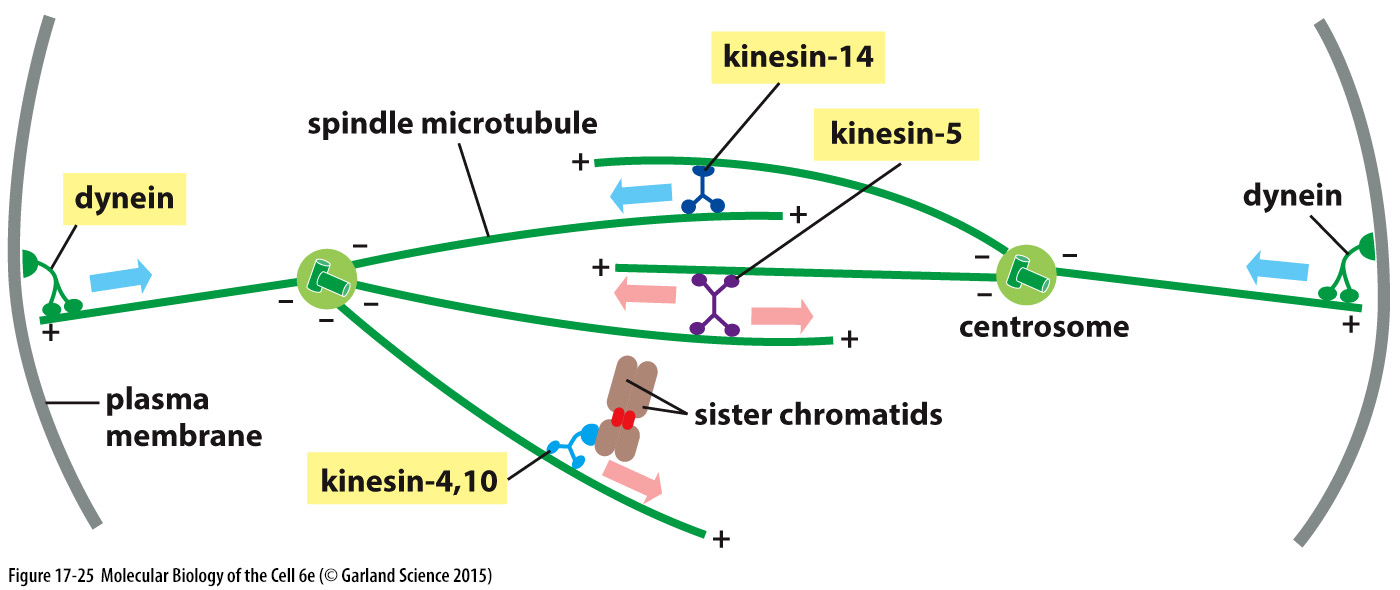 kinesin-14
spindle microtubule
kinesin-5
+
dynein
dynein
+
−
+
−
−
−
−
−
−
+
+
centrosome
+
+
plasma
membrane
sister chromatids
kinesin-4,10
+
Figure 17-25 Molecular Biology of the Cell 6e (© Garland Science 2015)